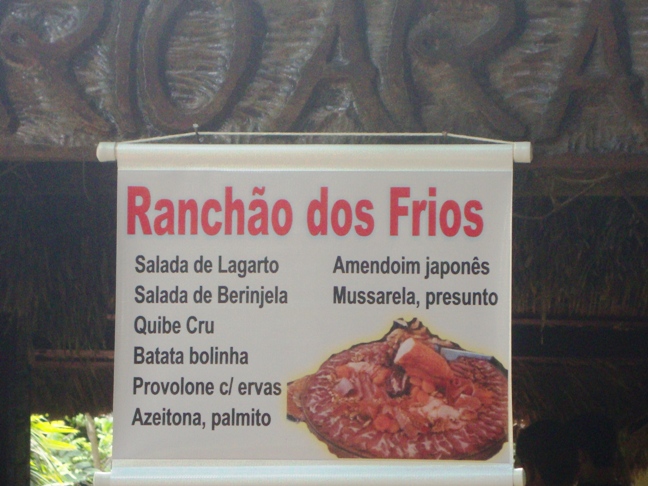 RIOARA
Ranchão dos Frios
Salada de Lagarto
Salada de Berinjela
Quibe Cru
Batata bolinha
Provolone c/ ervas
Azeitona, palmito
Amendoim japonês
Mussarela, presunto